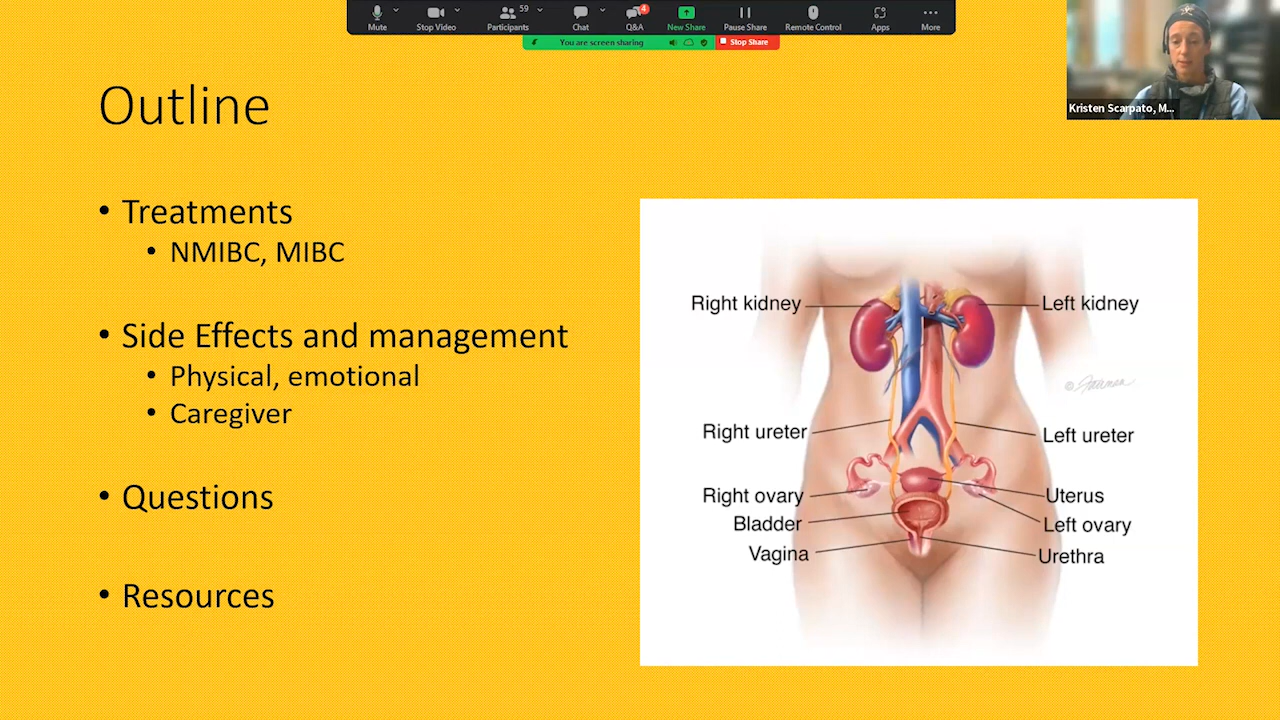 59
4
Mute
Stop Video
Participants
Chat
Q&A
New Share
Pause Share
Remote Control
Apps
More
You are screen sharing
Stop Share
Kristen Scarpato, M...
Outline
• Treatments
• NMIBC, MIBC
• Side Effects and management
• Physical, emotional
• Caregiver
• Questions
• Resources
Right kidney
Left kidney
©
Right ureter
Left ureter
Right ovary
Uterus
Bladder
Left ovary
Vagina
Urethra